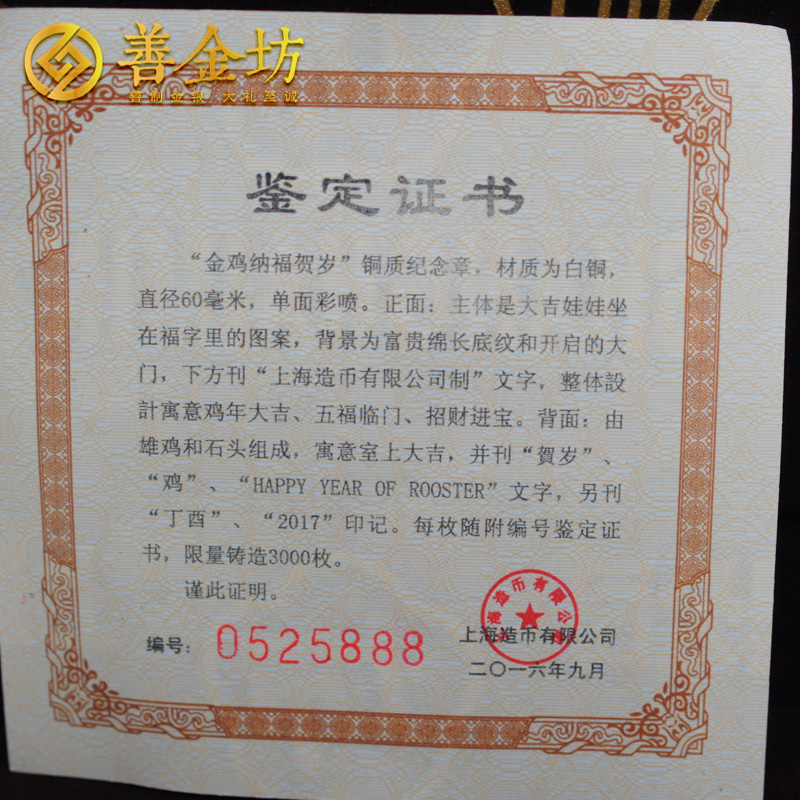 善金坊
善制金银 大礼至诚
鉴定证书
“金鸡纳福贺岁”铜质纪念章，材质为白铜，
直径60毫米，单面彩喷。正面：主体是大吉娃娃坐
在福字里的图案，背景为富贵绵长底纹和开启的大
门，下方刊“上海造币有限公司制”文字，整体設
計寓意鸡年大吉、五福临门、招财进宝。背面：由
雄鸡和石头组成，寓意室上大吉，并刊“賀岁”、
“鸡”、“HAPPY YEAR OF ROOSTER”文字，另刊
“丁酉”、“2017”印记。每枚随附编号鉴定证
书，限量铸造3000枚。
谨此证明。
上海造币有限公司
编号：0525888
上海造币有限公司
二〇一六年九月